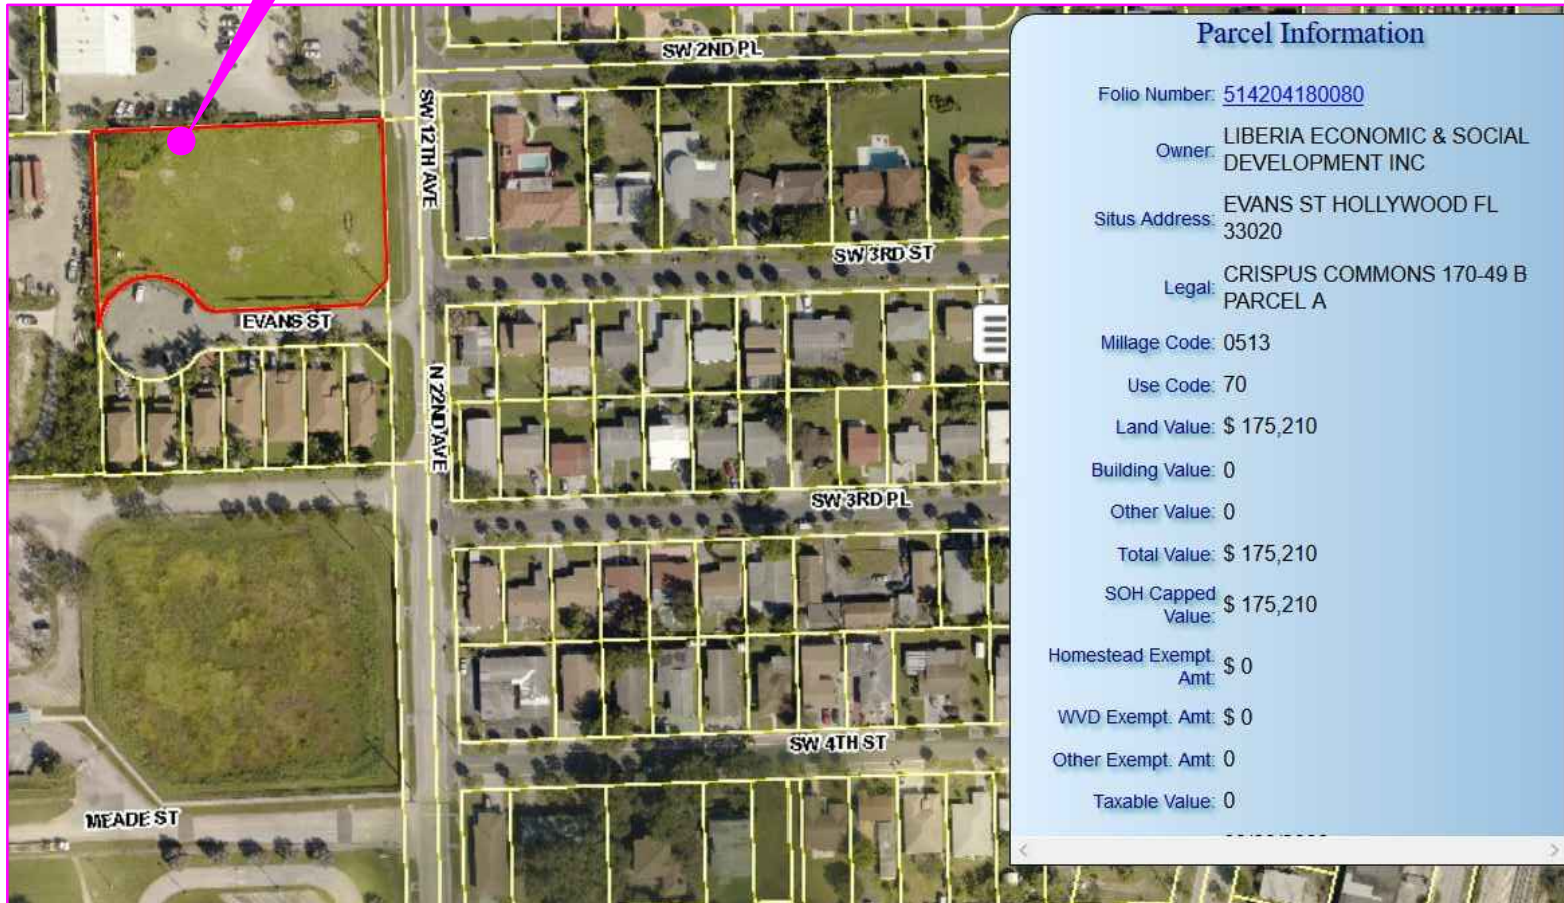 SW 2ND PL
SW 12TH AVE
SW 3RD ST
EVANS ST
N 22ND AVE
SW 3RD PL
SW 4TH ST
MEADE ST
Parcel Information
Folio Number: 514204180080
Owner: LIBERIA ECONOMIC & SOCIAL
DEVELOPMENT INC
Situs Address: EVANS ST HOLLYWOOD FL
33020
Legal: CRISPUS COMMONS 170-49 B
PARCEL A
Millage Code: 0513
Use Code: 70
Land Value: $ 175,210
Building Value: 0
Other Value: 0
Total Value: $ 175,210
SOH Capped
Value: $ 175,210
Homestead Exempt.
Amt: $ 0
WVD Exempt. Amt: $ 0
Other Exempt. Amt: 0
Taxable Value: 0